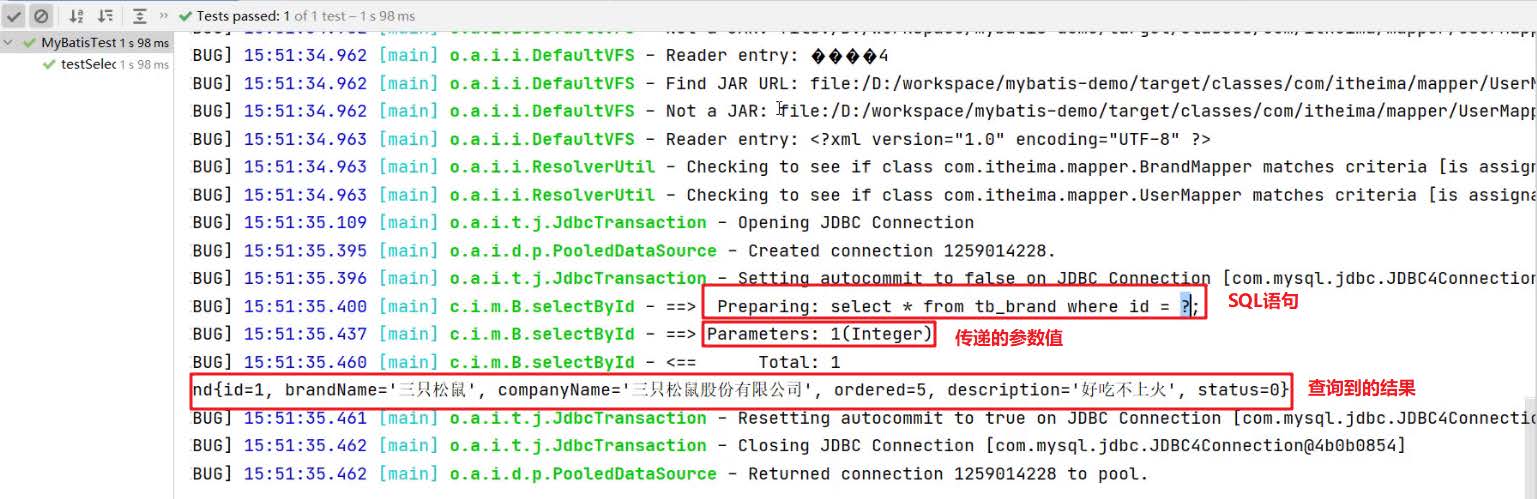 Tests passed: 1 of 1 test – 1 s 98 ms
MyBatisTest 1 s 98 ms
testSelec 1 s 98 ms
BUG] 15:51:34.962 [main] o.a.i.i.DefaultVFS - Reader entry: ����4
BUG] 15:51:34.962 [main] o.a.i.i.DefaultVFS - Find JAR URL: file:/D:/workspace/mybatis-demo/target/classes/com/itheima/mapper/UserM
BUG] 15:51:34.962 [main] o.a.i.i.DefaultVFS - Not a JAR: file:/D:/workspace/mybatis-demo/target/classes/com/itheima/mapper/UserMapp
BUG] 15:51:34.963 [main] o.a.i.i.DefaultVFS - Reader entry: <?xml version="1.0" encoding="UTF-8" ?>
BUG] 15:51:34.963 [main] o.a.i.i.ResolverUtil - Checking to see if class com.itheima.mapper.BrandMapper matches criteria [is assign
BUG] 15:51:34.963 [main] o.a.i.i.ResolverUtil - Checking to see if class com.itheima.mapper.UserMapper matches criteria [is assigna
BUG] 15:51:35.109 [main] o.a.i.t.j.JdbcTransaction - Opening JDBC Connection
BUG] 15:51:35.395 [main] o.a.i.d.p.PooledDataSource - Created connection 1259014228.
BUG] 15:51:35.396 [main] o.a.i.t.j.JdbcTransaction - Setting autocommit to false on JDBC Connection [com.mysql.jdbc.JDBC4Connection
BUG] 15:51:35.400 [main] c.i.m.B.selectById - ==> Preparing: select * from tb_brand where id = ?; SQL语句
BUG] 15:51:35.437 [main] c.i.m.B.selectById - ==> Parameters: 1(Integer) 传递的参数值
BUG] 15:51:35.460 [main] c.i.m.B.selectById - <== Total: 1
nd{id=1, brandName='三只松鼠', companyName='三只松鼠股份有限公司', ordered=5, description='好吃不上火', status=0} 查询到的结果
BUG] 15:51:35.461 [main] o.a.i.t.j.JdbcTransaction - Resetting autocommit to true on JDBC Connection [com.mysql.jdbc.JDBC4Connectio
BUG] 15:51:35.462 [main] o.a.i.t.j.JdbcTransaction - Closing JDBC Connection [com.mysql.jdbc.JDBC4Connection@4b0b0854]
BUG] 15:51:35.462 [main] o.a.i.d.p.PooledDataSource - Returned connection 1259014228 to pool.